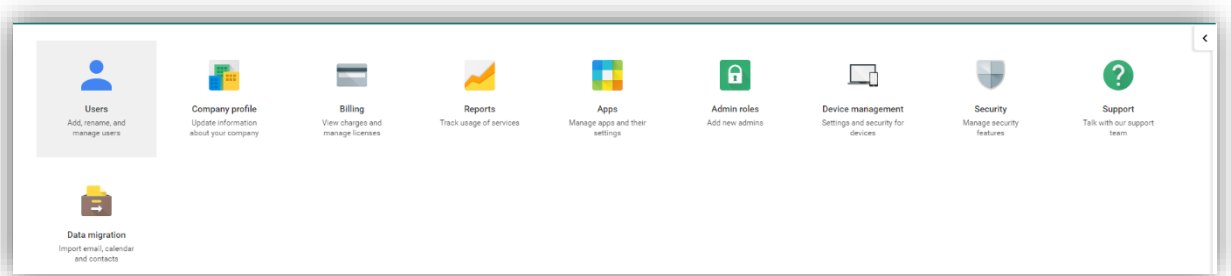 Users
Add, rename, and
manage users
Company profile
Update information
about your company
Billing
View charges and
manage licenses
Reports
Track usage of services
Apps
Manage apps and their
settings
Admin roles
Add new admins
Device management
Settings and security for
devices
Security
Manage security
features
Support
Talk with our support
team
Data migration
Import email, calendar
and contacts